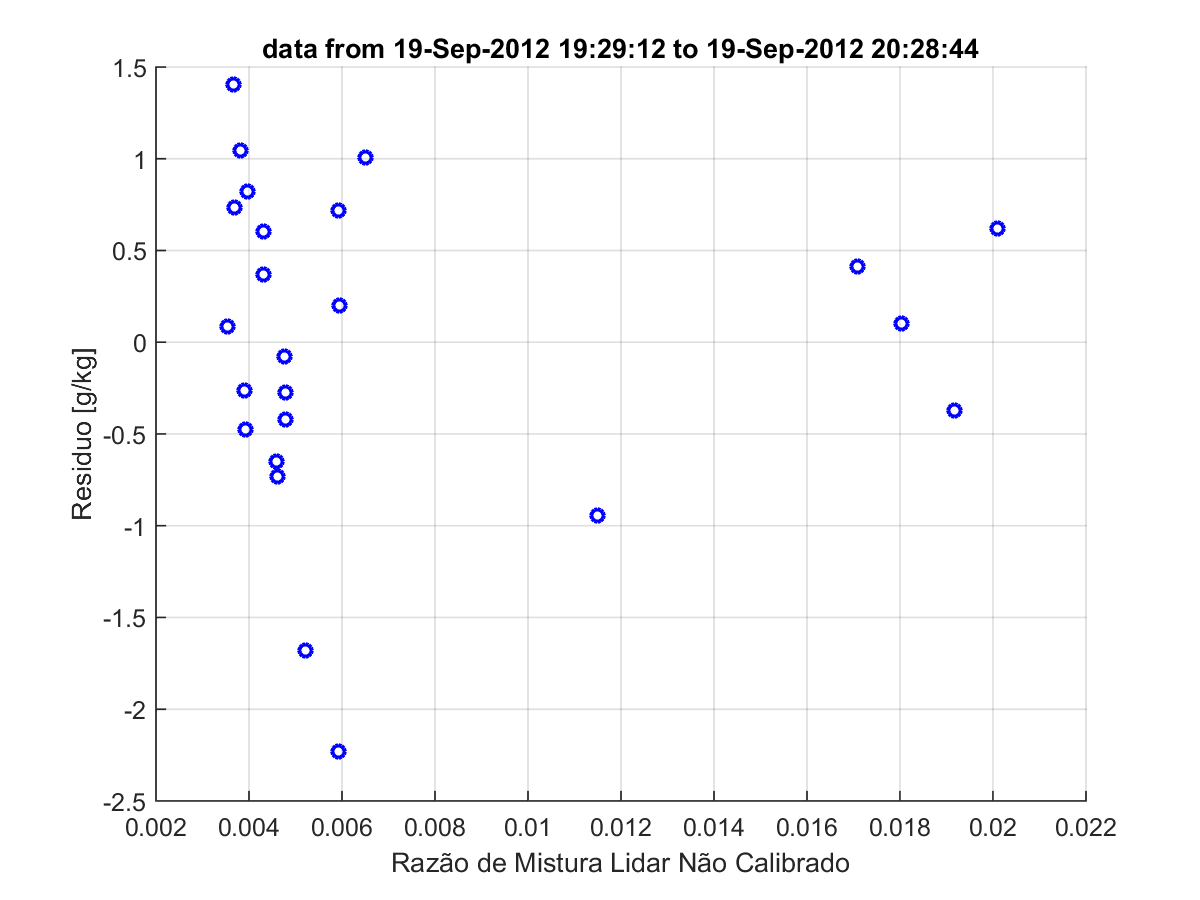 data from 19-Sep-2012 19:29:12 to 19-Sep-2012 20:28:44
1.5
1
0.5
0
-0.5
-1
-1.5
-2
-2.5
Residuo [g/kg]
0.002 0.004 0.006 0.008 0.01 0.012 0.014 0.016 0.018 0.02 0.022
Razão de Mistura Lidar Não Calibrado